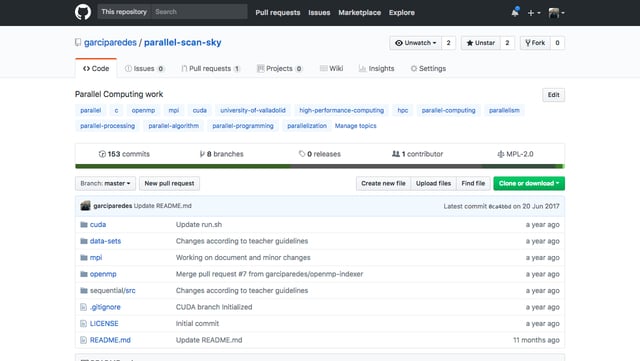 This repository Search Pull requests Issues Marketplace Explore
garciparedes / parallel-scan-sky
Unwatch 2 Unstar 2 Fork 0
Code Issues 0 Pull requests 1 Projects 0 Wiki Insights Settings
Parallel Computing work Edit
parallel c openmp mpi cuda university-of-valladolid high-performance-computing hpc parallel-computing parallelism
parallel-processing parallel-algorithm parallel-programming parallelization Manage topics
153 commits 8 branches 0 releases 1 contributor MPL-2.0
Branch: master New pull request Create new file Upload files Find file Clone or download
garciparedes Update README.md Latest commit 0ca4bbd on 20 Jun 2017
cuda Update run.sh a year ago
data-sets Changes according to teacher guidelines a year ago
mpi Working on document and minor changes a year ago
openmp Merge pull request #7 from garciparedes/openmp-indexer a year ago
sequential/src Changes according to teacher guidelines a year ago
.gitignore CUDA branch Initialized a year ago
LICENSE Initial commit a year ago
README.md Update README.md 11 months ago